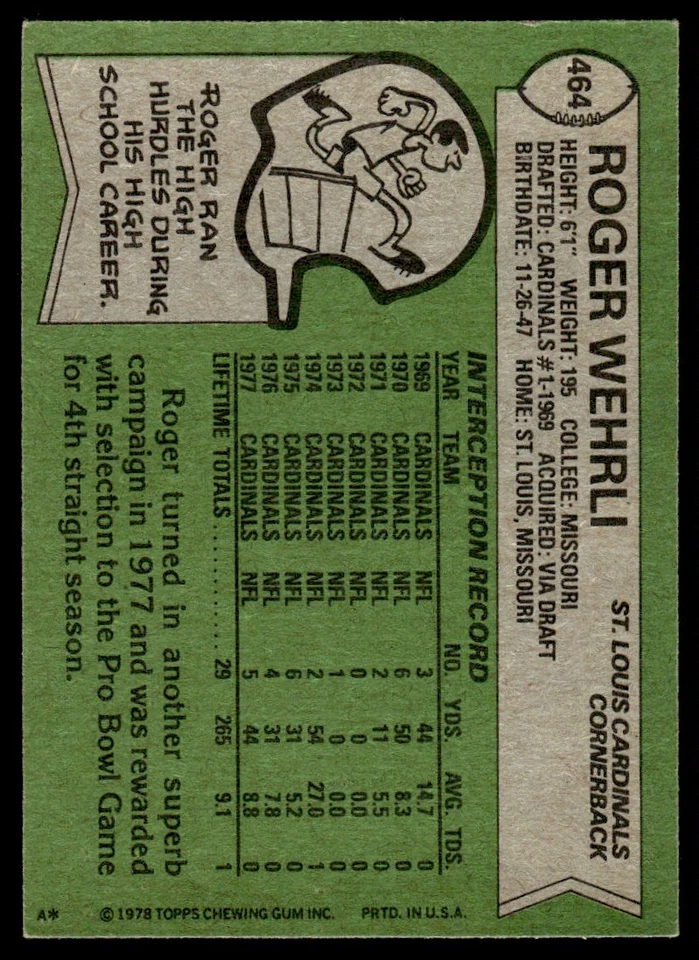 464
ROGER WEHRLI
ST. LOUIS CARDINALS
CORNERBACK
HEIGHT: 6'1" WEIGHT: 195 COLLEGE: MISSOURI
DRAFTED: CARDINALS #1-1969 ACQUIRED: VIA DRAFT
BIRTHDATE: 11-26-47 HOME: ST. LOUIS, MISSOURI
ROGER RAN
THE HIGH
HURDLES DURING
HIS HIGH
SCHOOL CAREER.
INTERCEPTION RECORD
YEAR TEAM NO. YDS. AVG. TDS.
1969 CARDINALS NFL 3 44 14.7 0
1970 CARDINALS NFL 6 50 8.3 0
1971 CARDINALS NFL 2 11 5.5 0
1972 CARDINALS NFL 0 0 0.0 0
1973 CARDINALS NFL 1 0 0.0 0
1974 CARDINALS NFL 2 54 27.0 1
1975 CARDINALS NFL 6 31 5.2 0
1976 CARDINALS NFL 4 31 7.8 0
1977 CARDINALS NFL 5 44 8.8 0
LIFETIME TOTALS ........... 29 265 9.1 1
Roger turned in another superb
campaign in 1977 and was rewarded
with selection to the Pro Bowl Game
for 4th straight season.
A* © 1978 TOPPS CHEWING GUM INC. PRTD. IN U.S.A.